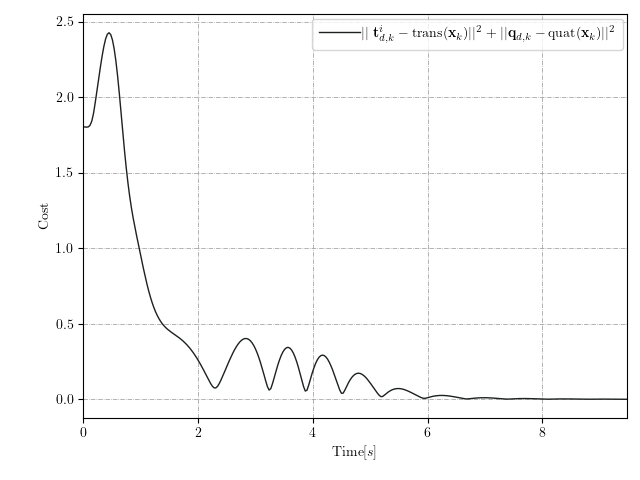 || t^i_{d,k} − trans(x_k)||^2 + ||q_{d,k} − quat(x_k)||^2
2.5
2.0
1.5
1.0
0.5
0.0
Cost
0 2 4 6 8
Time[s]